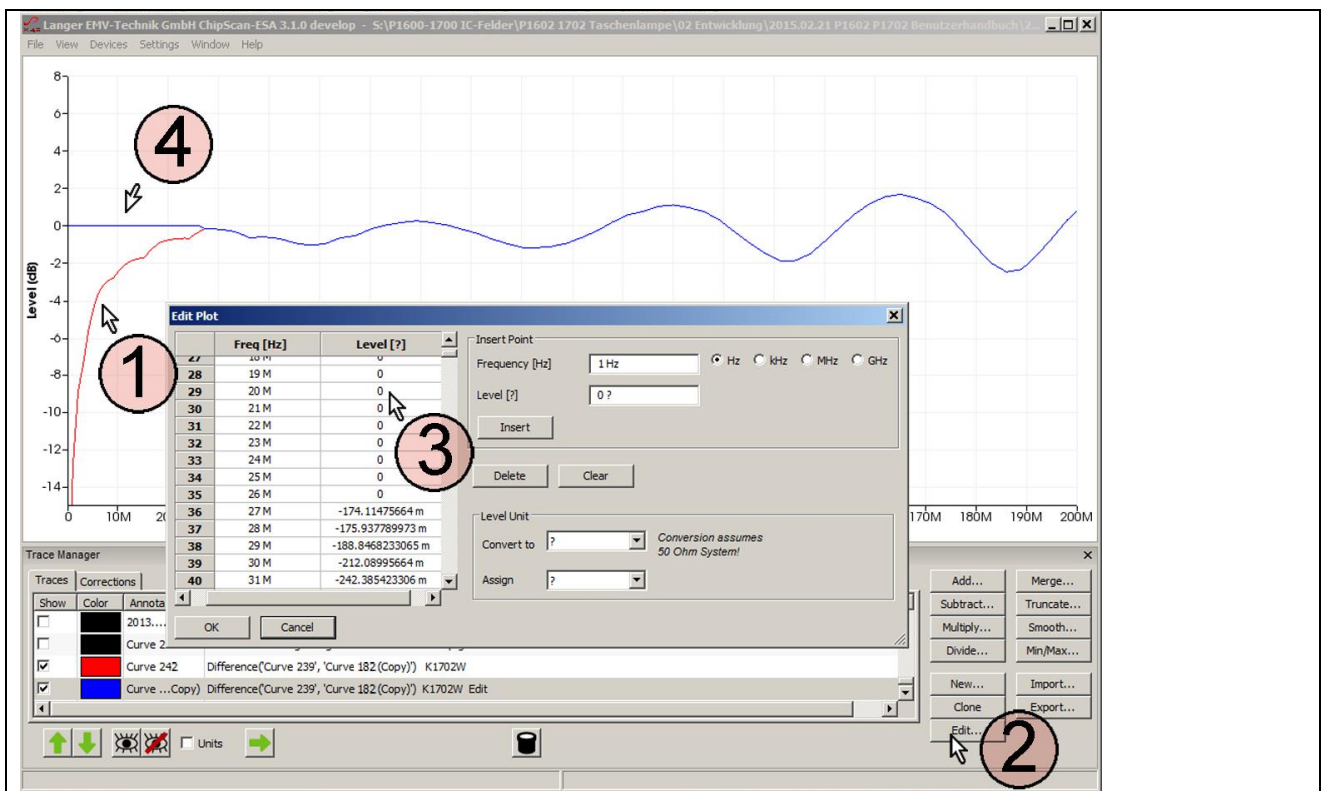 Langer EMV-Technik GmbH ChipScan-ESA 3.1.0 develop - S:\P1600-1700 IC-Felder\P1602 1702 Taschenlampe\02 Entwicklung\2015.02.21 P1602 P1702 Benutzerhandbuch\2...
File View Devices Settings Window Help
8
6
4
2
0
-2
-4
-6
-8
-10
-12
-14
Level (dB)
4
1
Edit Plot
Freq [Hz] Level [?]
27 18 M 0
28 19 M 0
29 20 M 0
30 21 M 0
31 22 M 0
32 23 M 0
33 24 M 0
34 25 M 0
35 26 M 0
36 27 M -174.11475664 m
37 28 M -175.937789973 m
38 29 M -188.8468233065 m
39 30 M -212.08995664 m
40 31 M -242.385423306 m
3
Insert Point
Frequency [Hz] 1 Hz Hz kHz MHz GHz
Level [?] 0 ?
Insert
Delete Clear
Level Unit
Convert to ? Conversion assumes
50 Ohm System!
Assign ?
OK Cancel
0 10M 170M 180M 190M 200M
Trace Manager
Traces Corrections
Show Color Annota
2013....
Curve 2
Curve 242 Difference('Curve 239', 'Curve 182 (Copy)') K1702W
Curve ...Copy) Difference('Curve 239', 'Curve 182 (Copy)') K1702W Edit
Add... Merge...
Subtract... Truncate...
Multiply... Smooth...
Divide... Min/Max...
New... Import...
Clone Export...
Edit...
2
Units